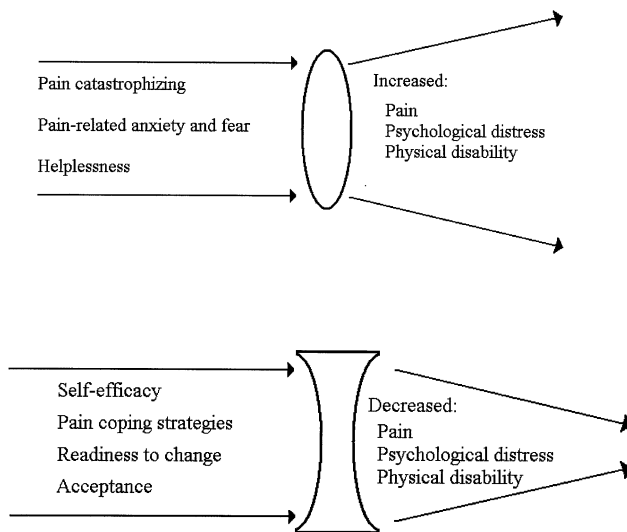 Pain catastrophizing
Pain-related anxiety and fear
Helplessness
Increased:
Pain
Psychological distress
Physical disability
Self-efficacy
Pain coping strategies
Readiness to change
Acceptance
Decreased:
Pain
Psychological distress
Physical disability